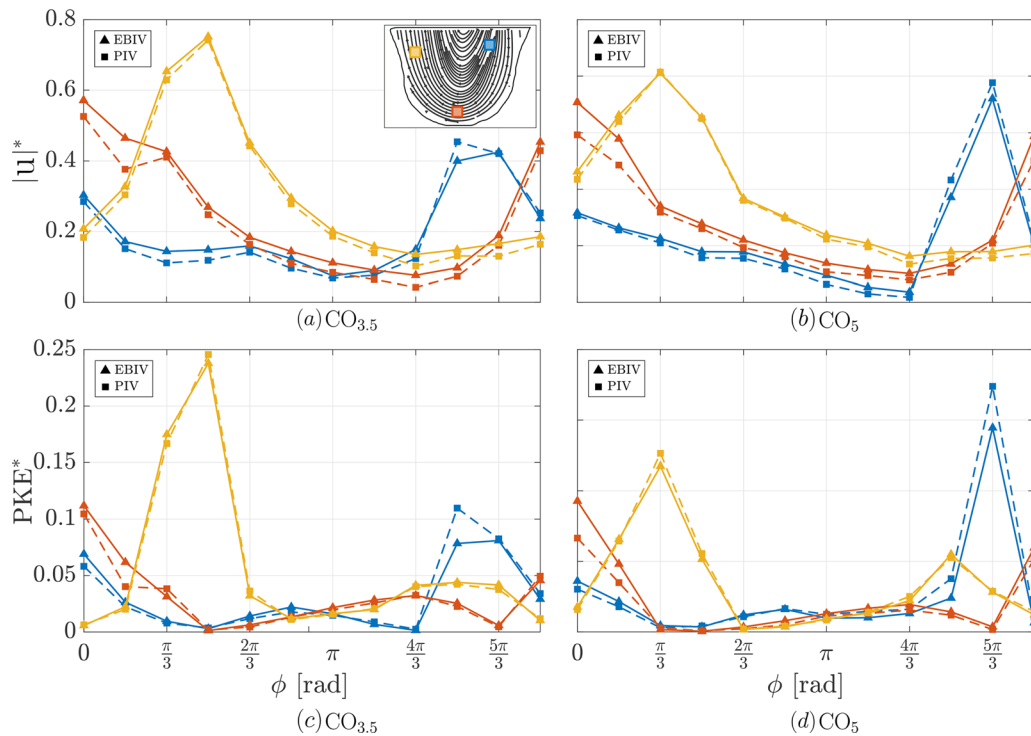 0.8
0.6
0.4
0.2
0
|u|*
EBIV
PIV
EBIV
PIV
(a) CO3.5
(b) CO5
0.25
0.2
0.15
0.1
0.05
0
PKE*
EBIV
PIV
EBIV
PIV
0 π/3 2π/3 π 4π/3 5π/3
0 π/3 2π/3 π 4π/3 5π/3
ϕ [rad]
ϕ [rad]
(c) CO3.5
(d) CO5